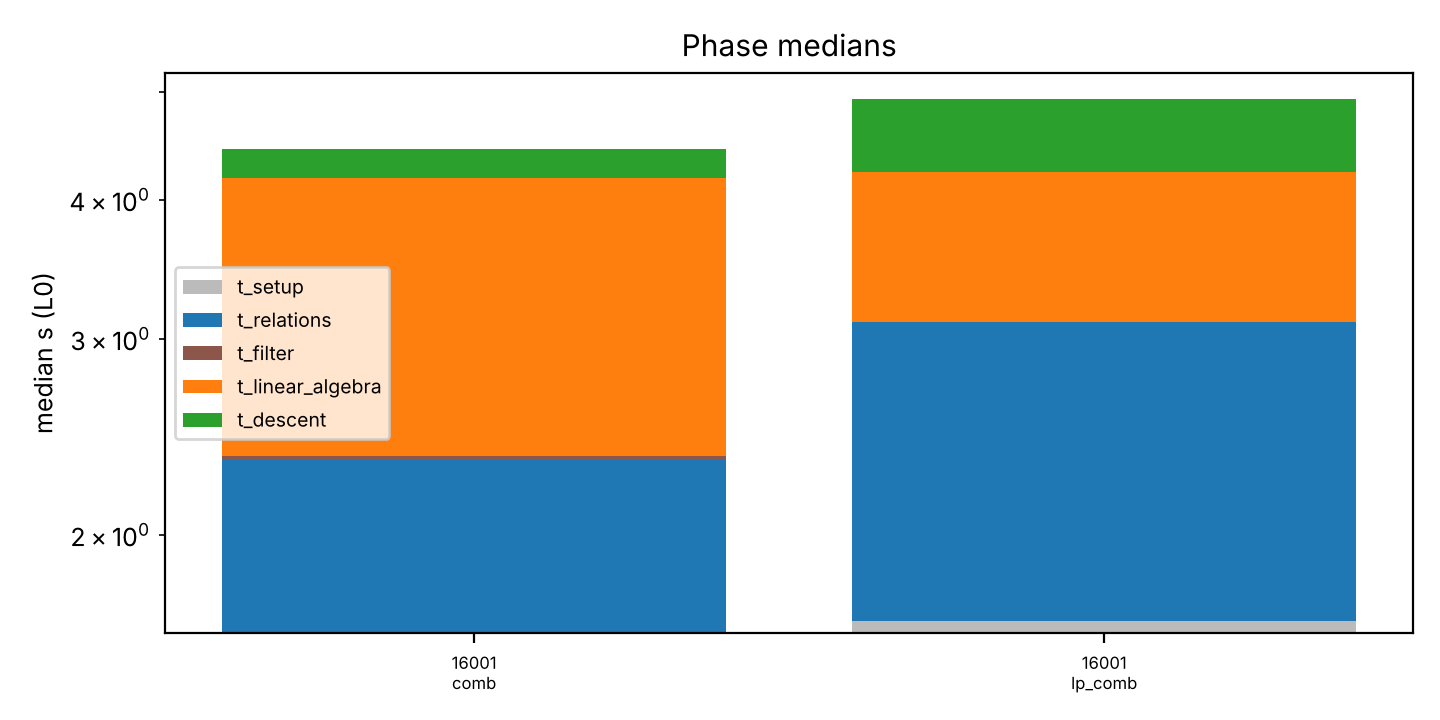 Phase medians
median s (L0)
4 × 10⁰
3 × 10⁰
2 × 10⁰
t_setup
t_relations
t_filter
t_linear_algebra
t_descent
16001
comb
16001
lp_comb